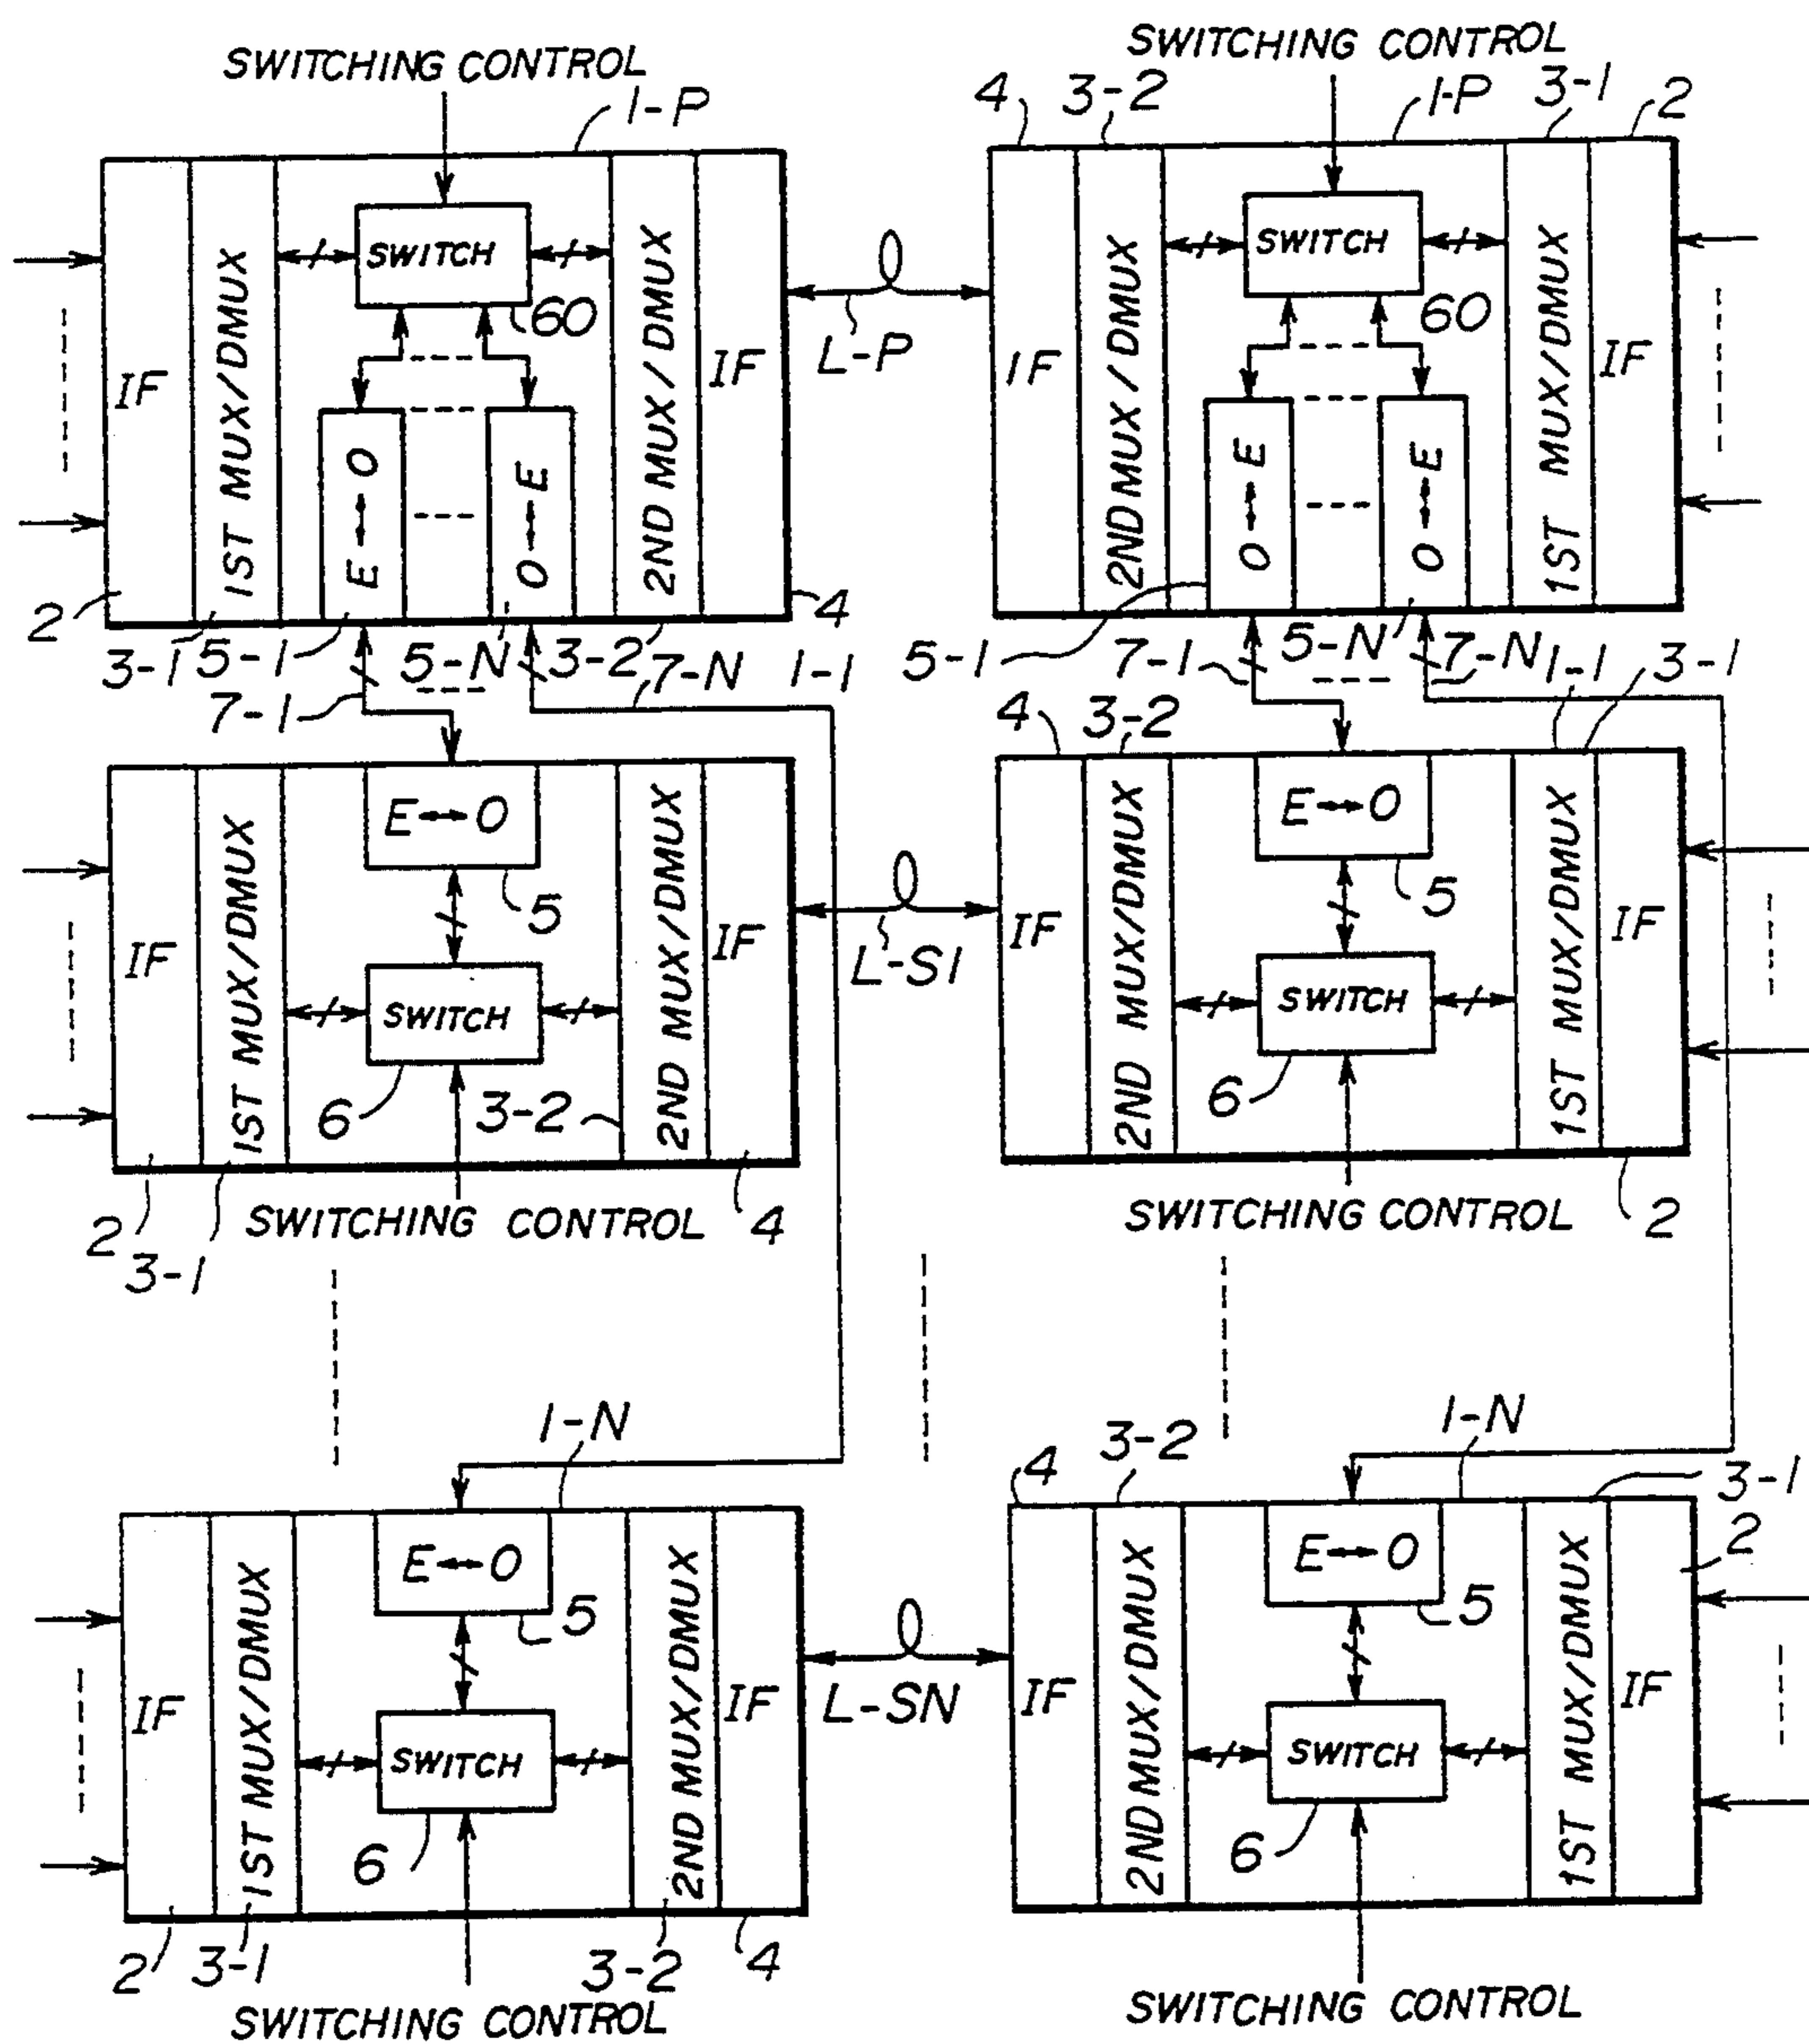 SWITCHING CONTROL
SWITCHING CONTROL
1-P
4
3-2
1-P
3-1
2
IF
1ST MUX/DMUX
SWITCH
60
E↔O
O↔E
2ND MUX/DMUX
IF
L-P
IF
2ND MUX/DMUX
SWITCH
60
O↔E
O↔E
1ST MUX/DMUX
IF
2
3-1
5-1
5-N
3-2
4
7-1
7-N
1-1
5-1
7-1
5-N
7-N
1-1
3-1
4
3-2
IF
1ST MUX/DMUX
E↔O
5
SWITCH
6
3-2
2ND MUX/DMUX
IF
L-S1
IF
2ND MUX/DMUX
E↔O
5
SWITCH
6
1ST MUX/DMUX
IF
2
3-1
SWITCHING CONTROL
4
SWITCHING CONTROL
2
1-N
4
3-2
1-N
3-1
2
IF
1ST MUX/DMUX
E↔O
5
SWITCH
6
2ND MUX/DMUX
IF
L-SN
IF
2ND MUX/DMUX
E↔O
5
SWITCH
6
1ST MUX/DMUX
IF
2
3-1
3-2
4
SWITCHING CONTROL
SWITCHING CONTROL